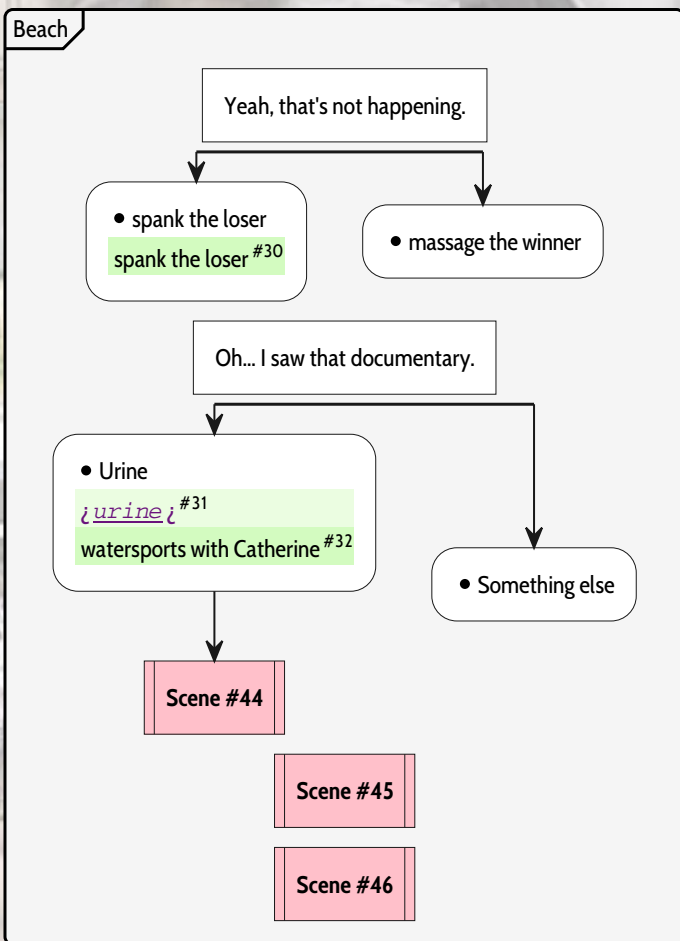 Beach
Yeah, that's not happening.
• spank the loser
spank the loser #30
• massage the winner
Oh... I saw that documentary.
• Urine
¿urine¿ #31
watersports with Catherine #32
• Something else
Scene #44
Scene #45
Scene #46